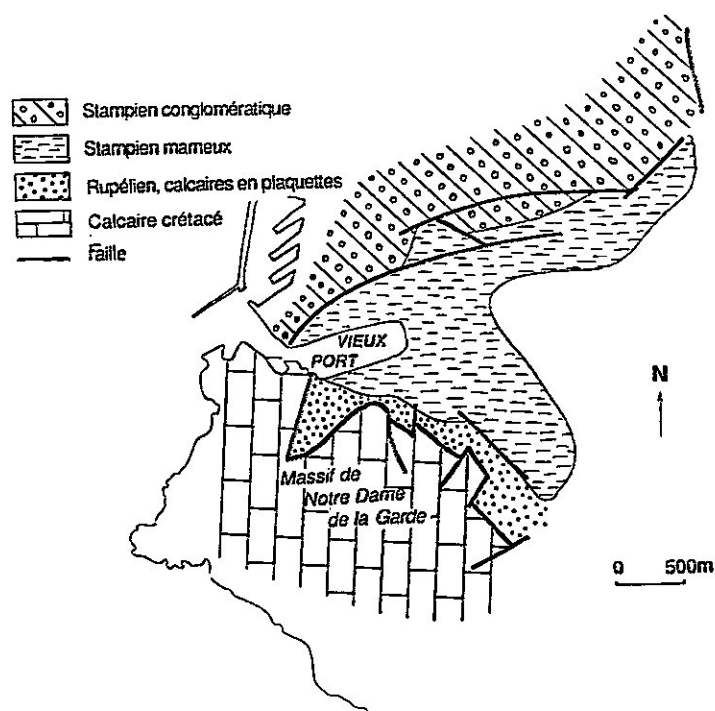 Stampien conglomératique
Stampien marneux
Rupélien, calcaires en plaquettes
Calcaire crétacé
faille
VIEUX
PORT
N
Massif de
Notre Dame
de la Garde
0 500m